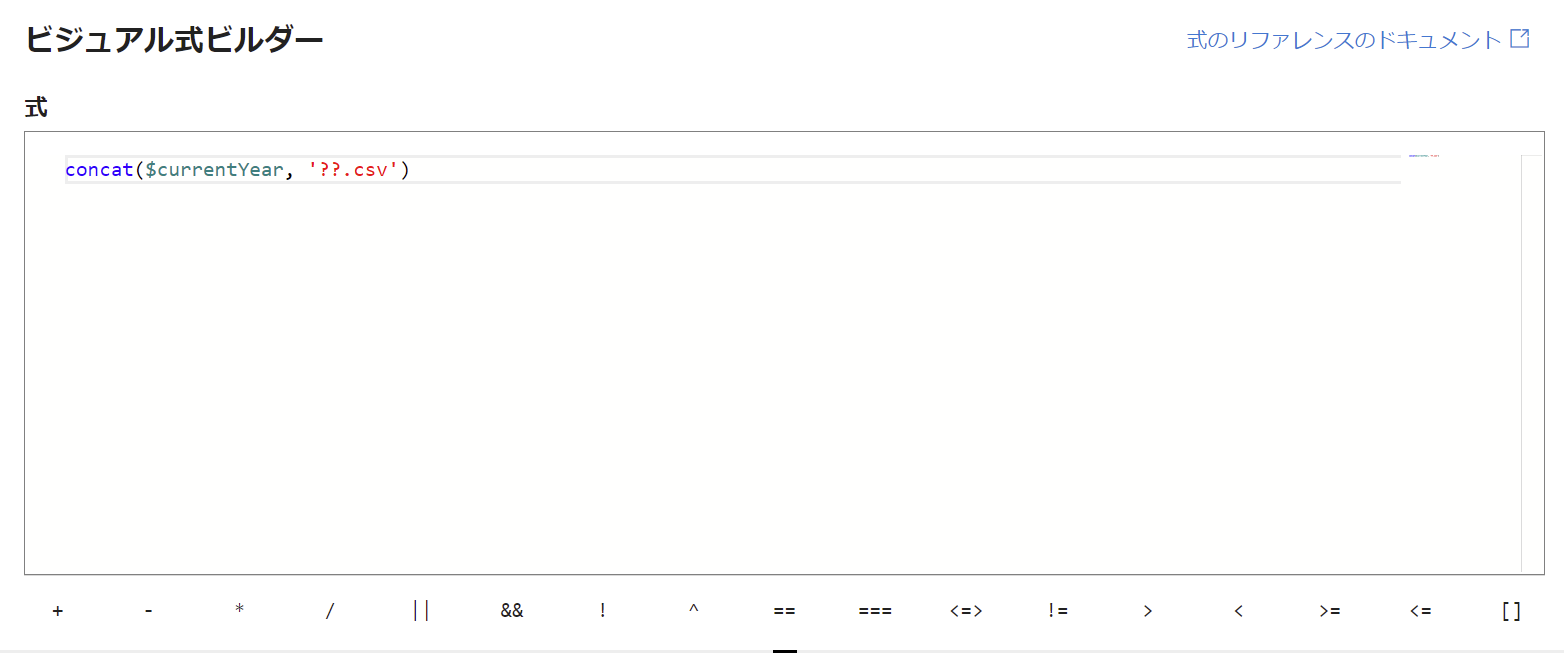 ビジュアル式ビルダー
式のリファレンスのドキュメント
式
concat($currentYear, '??.csv')
+ - * / || && ! ^ == === <=> != > < >= <= []